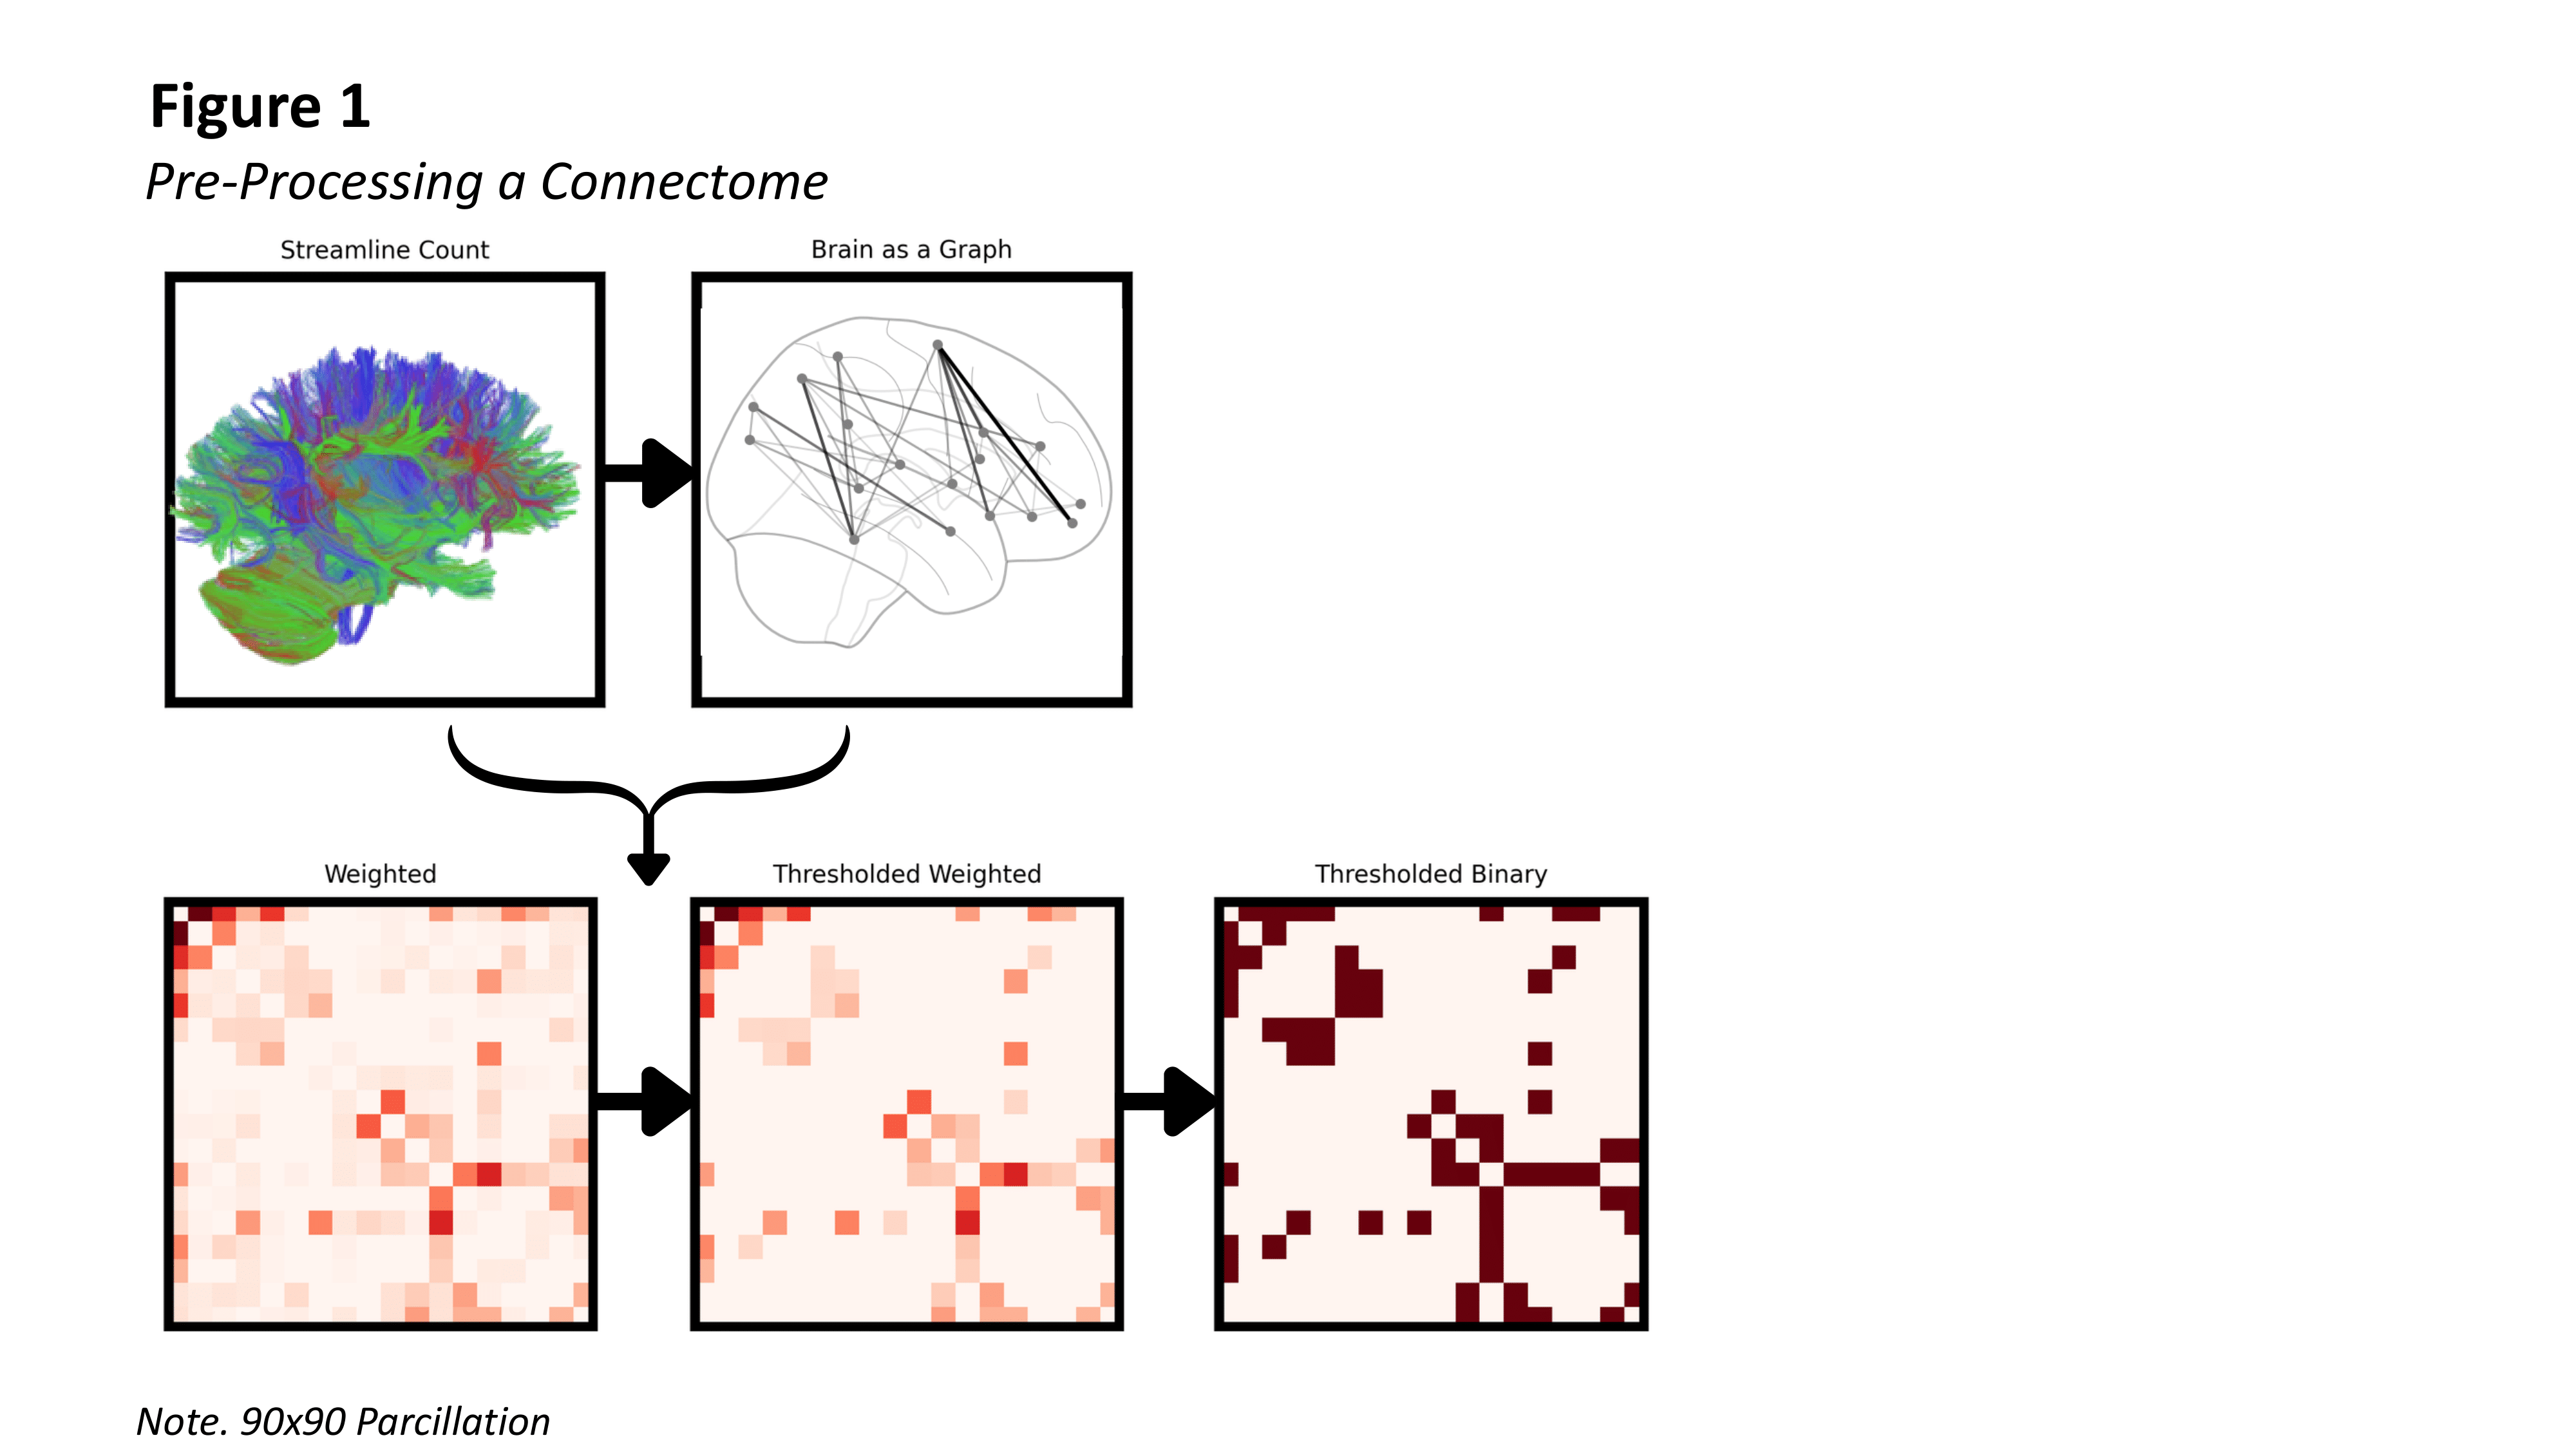 Figure 1
Pre-Processing a Connectome
Streamline Count
Brain as a Graph
Weighted
Thresholded Weighted
Thresholded Binary
Note. 90x90 Parcillation